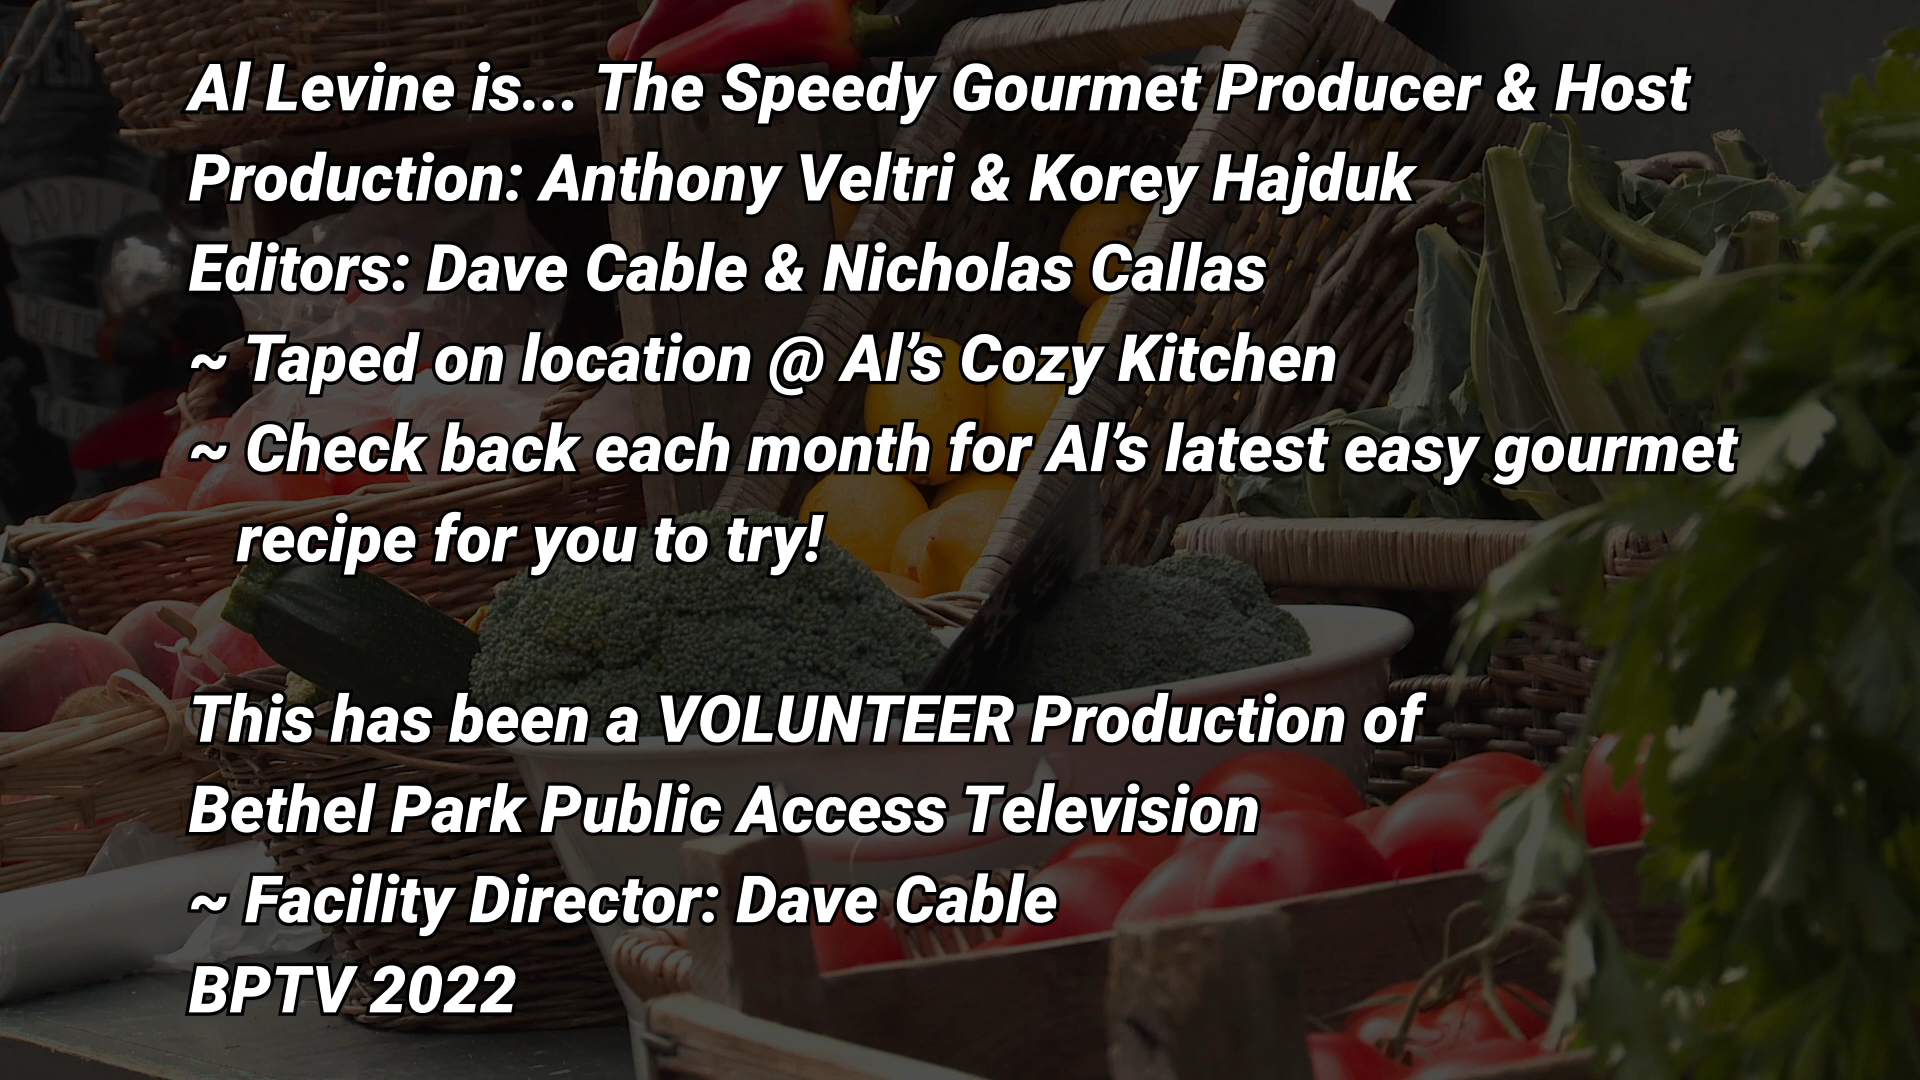 Al Levine is... The Speedy Gourmet Producer & Host
Production: Anthony Veltri & Korey Hajduk
Editors: Dave Cable & Nicholas Callas
~ Taped on location @ Al’s Cozy Kitchen
~ Check back each month for Al’s latest easy gourmet
recipe for you to try!
This has been a VOLUNTEER Production of
Bethel Park Public Access Television
~ Facility Director: Dave Cable
BPTV 2022
APPLE